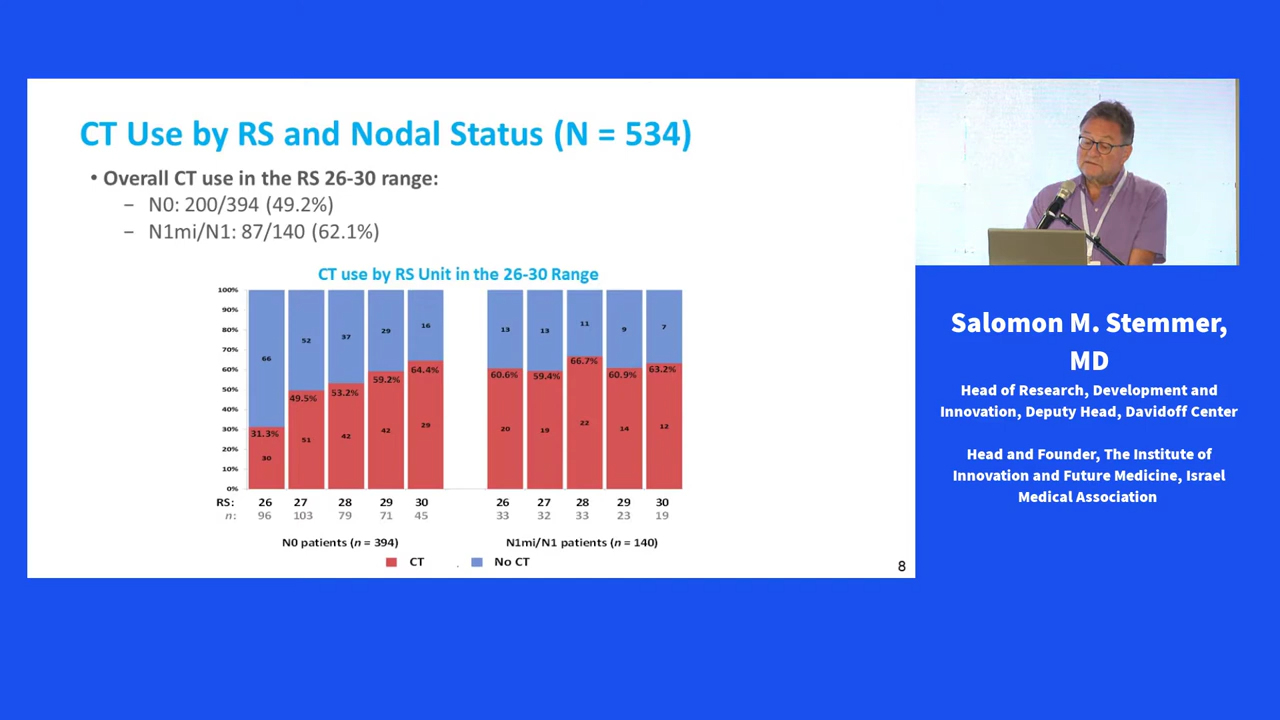 CT Use by RS and Nodal Status (N = 534)
• Overall CT use in the RS 26-30 range:
– N0: 200/394 (49.2%)
– N1mi/N1: 87/140 (62.1%)
CT use by RS Unit in the 26-30 Range
100%
90%
80%
70%
60%
50%
40%
30%
20%
10%
0%
66 52 37 29 16
31.3% 49.5% 53.2% 59.2% 64.4%
30 51 42 42 29
13 13 11 9 7
60.6% 59.4% 66.7% 60.9% 63.2%
20 19 22 14 12
RS: 26 27 28 29 30 26 27 28 29 30
n: 96 103 79 71 45 33 32 33 23 19
N0 patients (n = 394) N1mi/N1 patients (n = 140)
CT No CT
8
Salomon M. Stemmer,
MD
Head of Research, Development and
Innovation, Deputy Head, Davidoff Center
Head and Founder, The Institute of
Innovation and Future Medicine, Israel
Medical Association